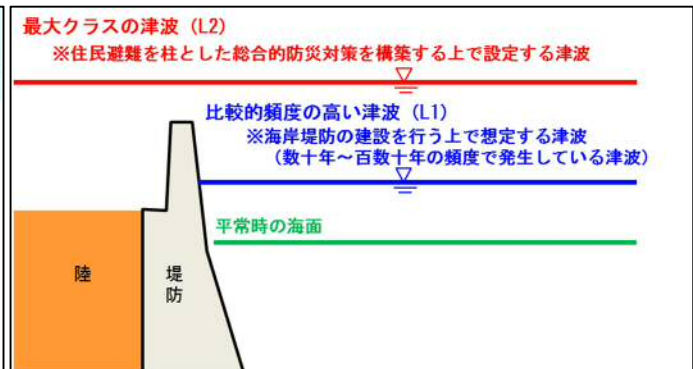 最大クラスの津波（L2）
※住民避難を柱とした総合的防災対策を構築する上で設定する津波
比較的頻度の高い津波（L1）
※海岸堤防の建設を行う上で想定する津波
（数十年～百数十年の頻度で発生している津波）
平常時の海面
陸
堤防